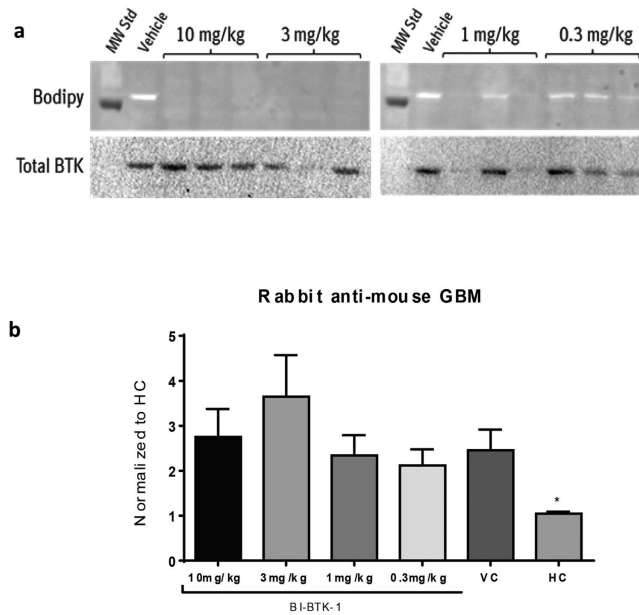 a
MW Std Vehicle 10 mg/kg 3 mg/kg MW Std Vehicle 1 mg/kg 0.3 mg/kg
Bodipy
Total BTK
Rabbit anti-mouse GBM
b
Normalized to HC
5
4
3
2
1
0
*
10mg/kg 3mg/kg 1mg/kg 0.3mg/kg VC HC
BI-BTK-1